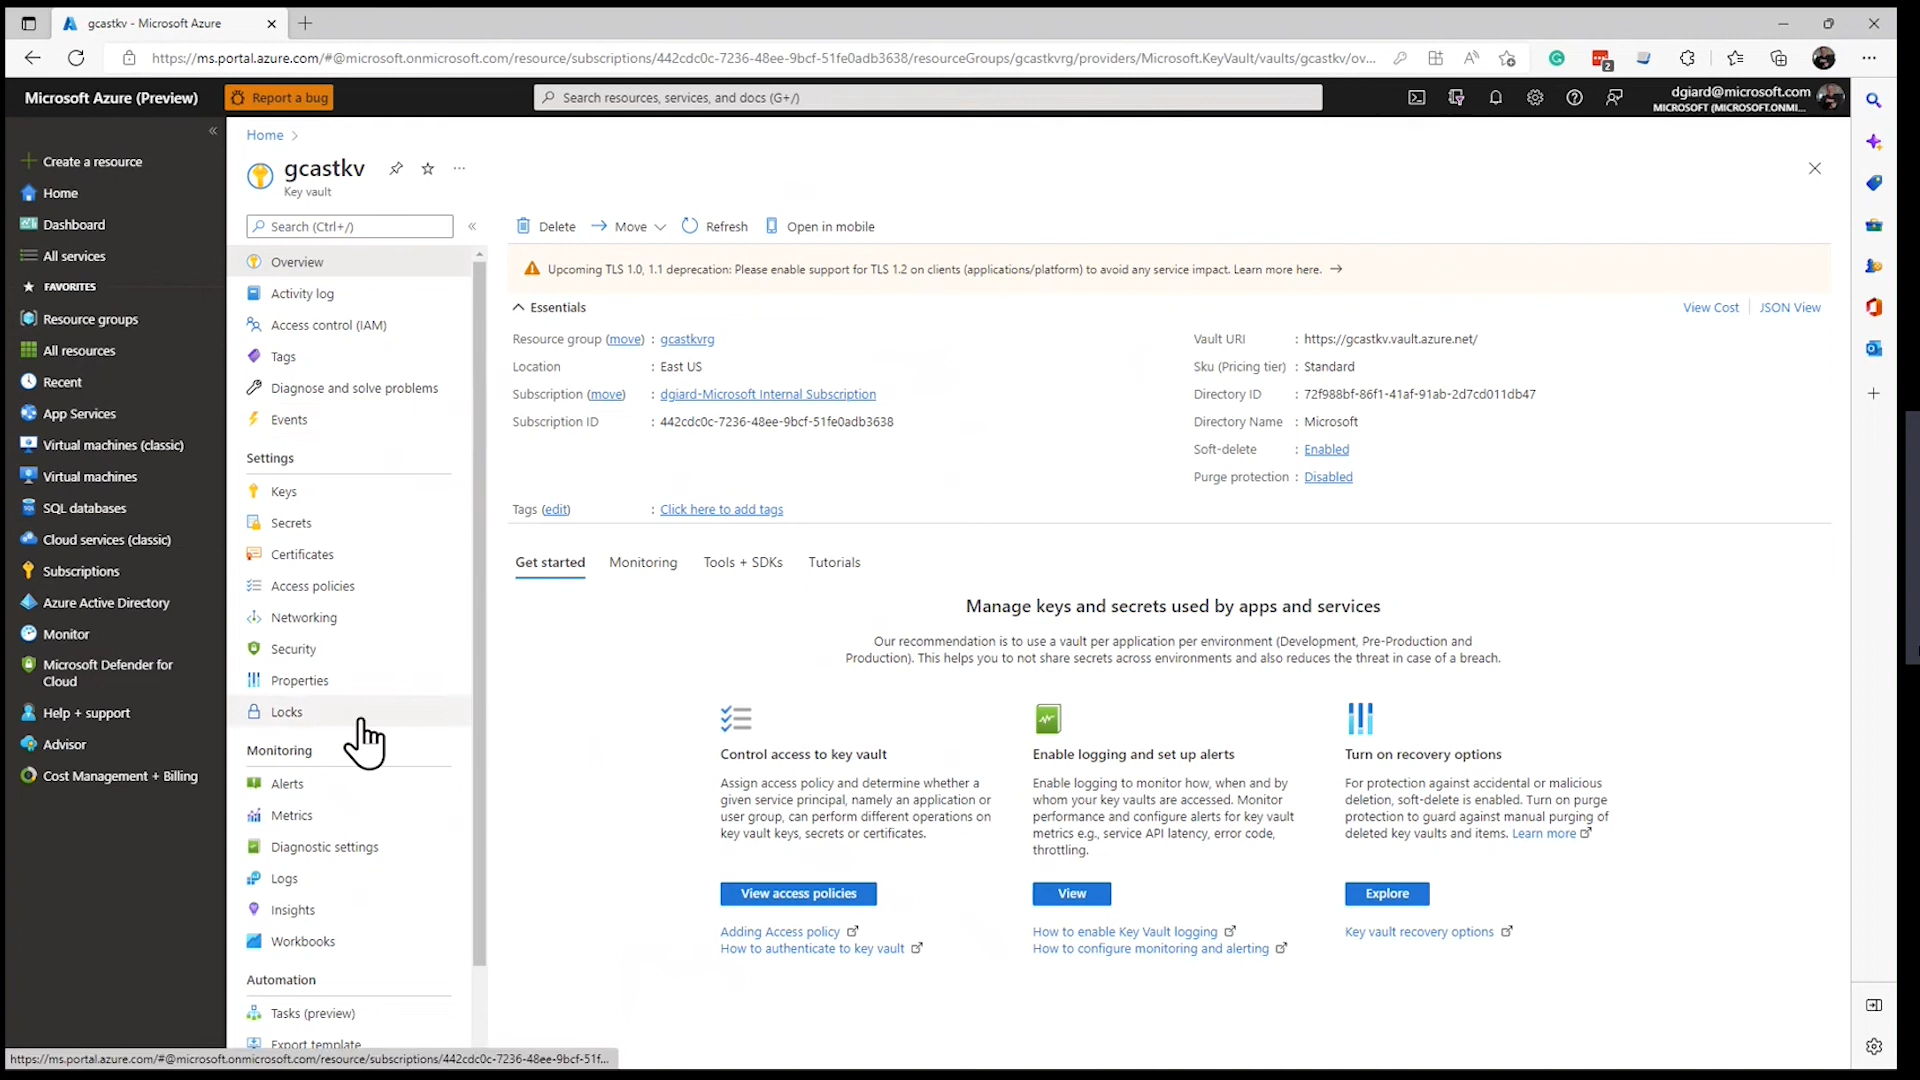 gcastkv - Microsoft Azure
https://ms.portal.azure.com/#@microsoft.onmicrosoft.com/resource/subscriptions/442cdc0c-7236-48ee-9bcf-51fe0adb3638/resourceGroups/gcastkvrg/providers/Microsoft.KeyVault/vaults/gcastkv/ov...
2
Microsoft Azure (Preview)
Report a bug
Search resources, services, and docs (G+/)
dgiard@microsoft.com
MICROSOFT (MICROSOFT.ONMI...
Create a resource
Home
Dashboard
All services
FAVORITES
Resource groups
All resources
Recent
App Services
Virtual machines (classic)
Virtual machines
SQL databases
Cloud services (classic)
Subscriptions
Azure Active Directory
Monitor
Microsoft Defender for
Cloud
Help + support
Advisor
Cost Management + Billing
Home
gcastkv
Key vault
Search (Ctrl+/)
Overview
Activity log
Access control (IAM)
Tags
Diagnose and solve problems
Events
Settings
Keys
Secrets
Certificates
Access policies
Networking
Security
Properties
Locks
Monitoring
Alerts
Metrics
Diagnostic settings
Logs
Insights
Workbooks
Automation
Tasks (preview)
Export template
Delete
Move
Refresh
Open in mobile
Upcoming TLS 1.0, 1.1 deprecation: Please enable support for TLS 1.2 on clients (applications/platform) to avoid any service impact. Learn more here.
Essentials
View Cost
JSON View
Resource group (move) : gcastkvrg
Location : East US
Subscription (move) : dgiard-Microsoft Internal Subscription
Subscription ID : 442cdc0c-7236-48ee-9bcf-51fe0adb3638
Vault URI : https://gcastkv.vault.azure.net/
Sku (Pricing tier) : Standard
Directory ID : 72f988bf-86f1-41af-91ab-2d7cd011db47
Directory Name : Microsoft
Soft-delete : Enabled
Purge protection : Disabled
Tags (edit) : Click here to add tags
Get started
Monitoring
Tools + SDKs
Tutorials
Manage keys and secrets used by apps and services
Our recommendation is to use a vault per application per environment (Development, Pre-Production and
Production). This helps you to not share secrets across environments and also reduces the threat in case of a breach.
Control access to key vault
Assign access policy and determine whether a
given service principal, namely an application or
user group, can perform different operations on
key vault keys, secrets or certificates.
View access policies
Adding Access policy
How to authenticate to key vault
Enable logging and set up alerts
Enable logging to monitor how, when and by
whom your key vaults are accessed. Monitor
performance and configure alerts for key vault
metrics e.g., service API latency, error code,
throttling.
View
How to enable Key Vault logging
How to configure monitoring and alerting
Turn on recovery options
For protection against accidental or malicious
deletion, soft-delete is enabled. Turn on purge
protection to guard against manual purging of
deleted key vaults and items. Learn more
Explore
Key vault recovery options
https://ms.portal.azure.com/#@microsoft.onmicrosoft.com/resource/subscriptions/442cdc0c-7236-48ee-9bcf-51f...